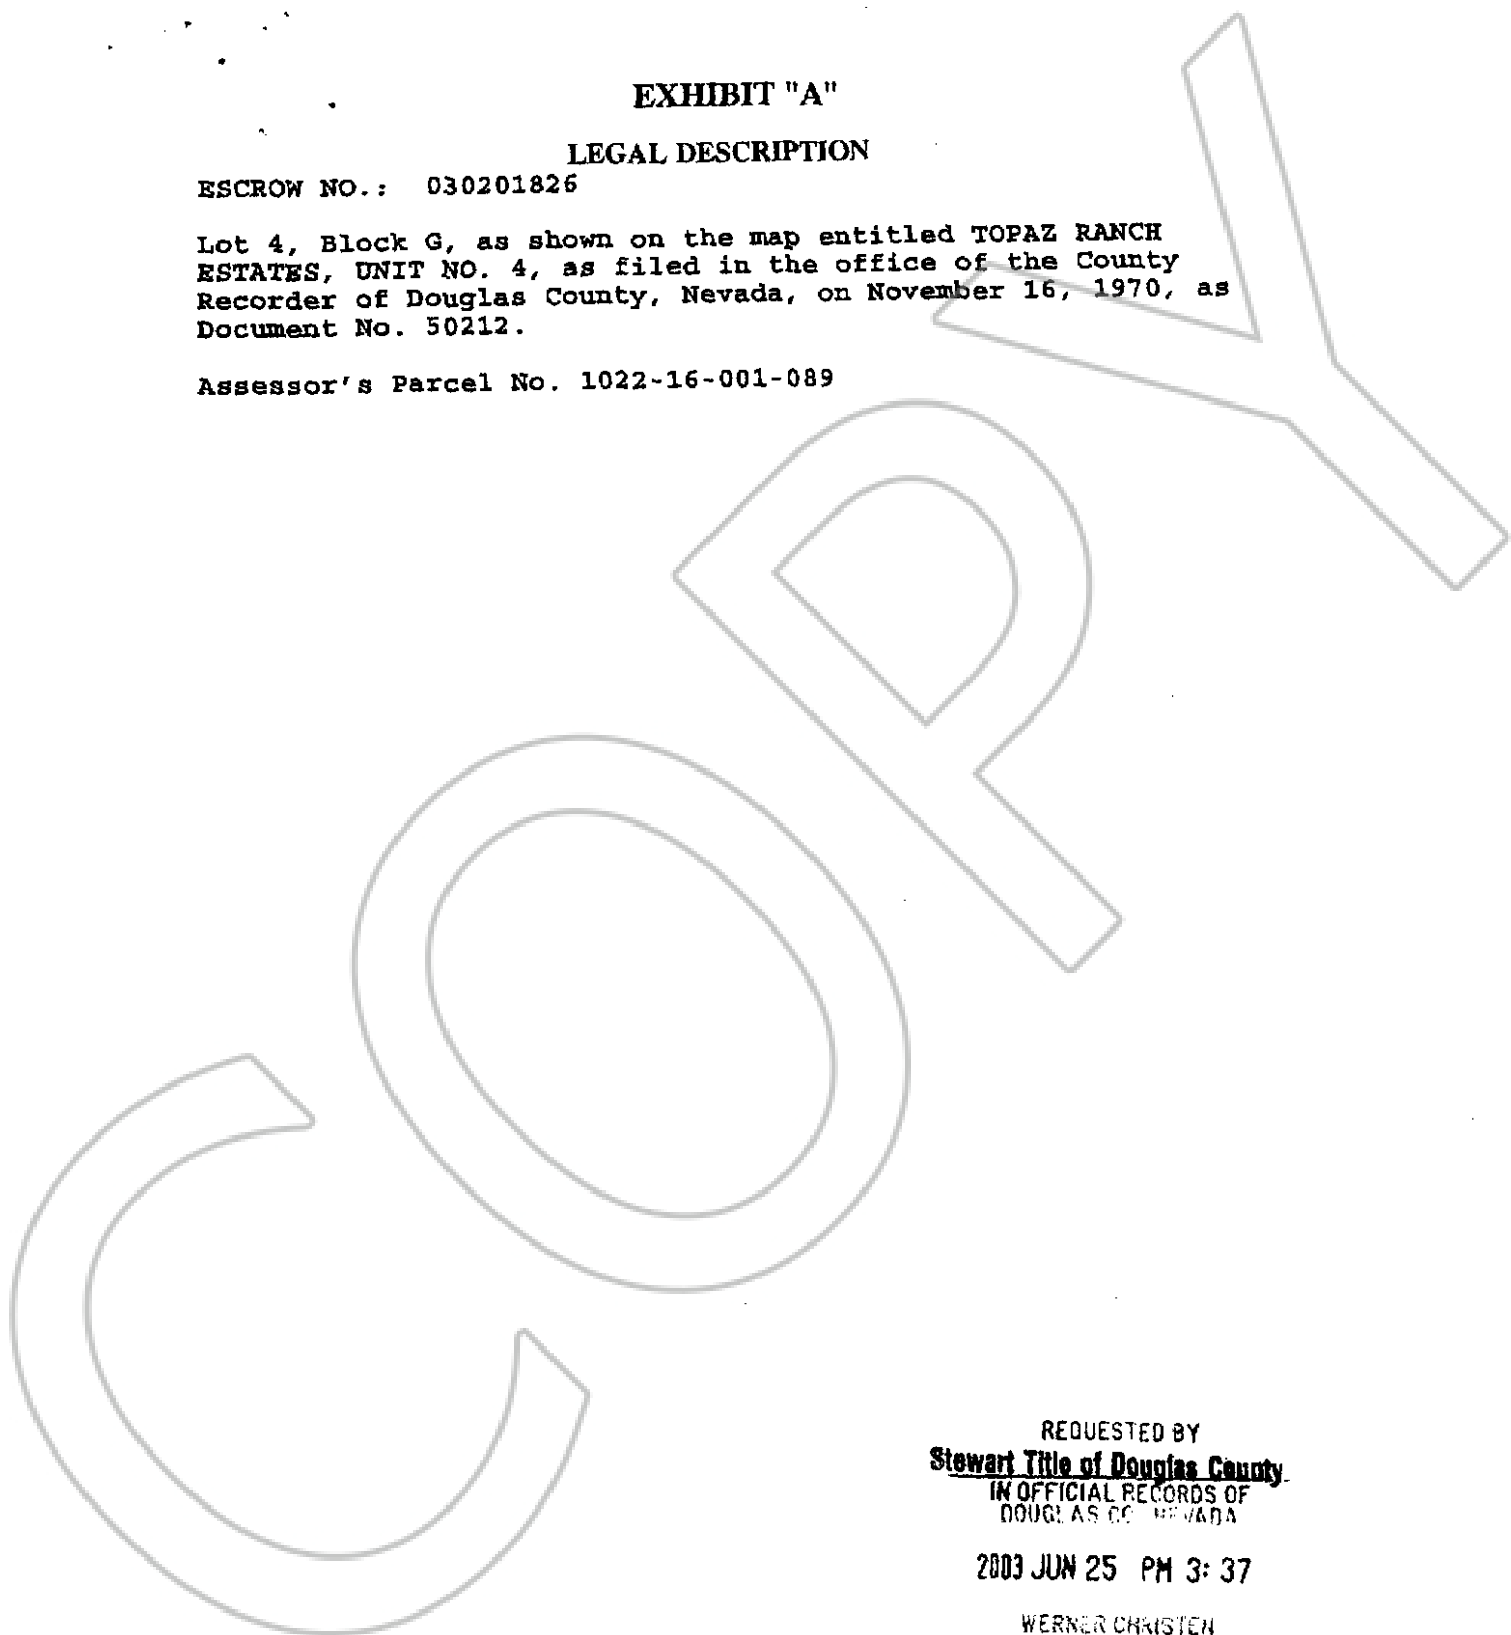 EXHIBIT "A"
LEGAL DESCRIPTION
ESCROW NO.: 030201826
Lot 4, Block G, as shown on the map entitled TOPAZ RANCH
ESTATES, UNIT NO. 4, as filed in the office of the County
Recorder of Douglas County, Nevada, on November 16, 1970, as
Document No. 50212.
Assessor's Parcel No. 1022-16-001-089
COPY
REQUESTED BY
Stewart Title of Douglas County
IN OFFICIAL RECORDS OF
DOUGLAS CO. NEVADA
2003 JUN 25 PM 3:37
WERNER CHRISTEN